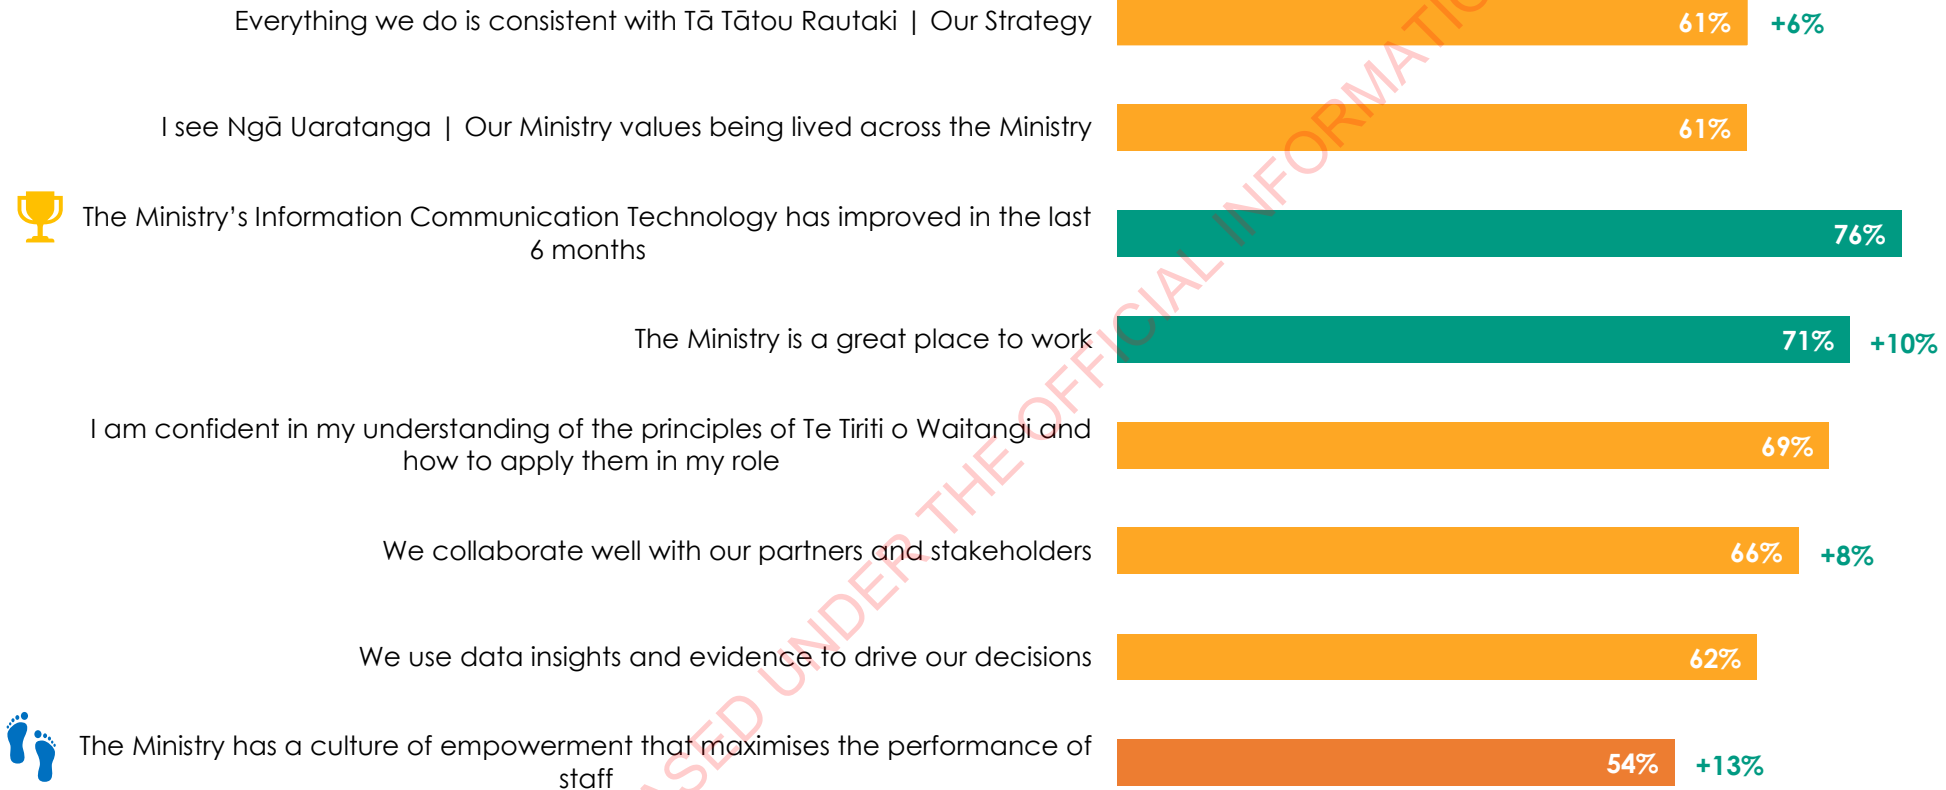 Everything we do is consistent with Tā Tātou Rautaki | Our Strategy
61% +6%
I see Ngā Uaratanga | Our Ministry values being lived across the Ministry
61%
The Ministry’s Information Communication Technology has improved in the last
6 months
76%
The Ministry is a great place to work
71% +10%
I am confident in my understanding of the principles of Te Tiriti o Waitangi and
how to apply them in my role
69%
We collaborate well with our partners and stakeholders
66% +8%
We use data insights and evidence to drive our decisions
62%
The Ministry has a culture of empowerment that maximises the performance of
staff
54% +13%
UNDER THE OFFICIAL